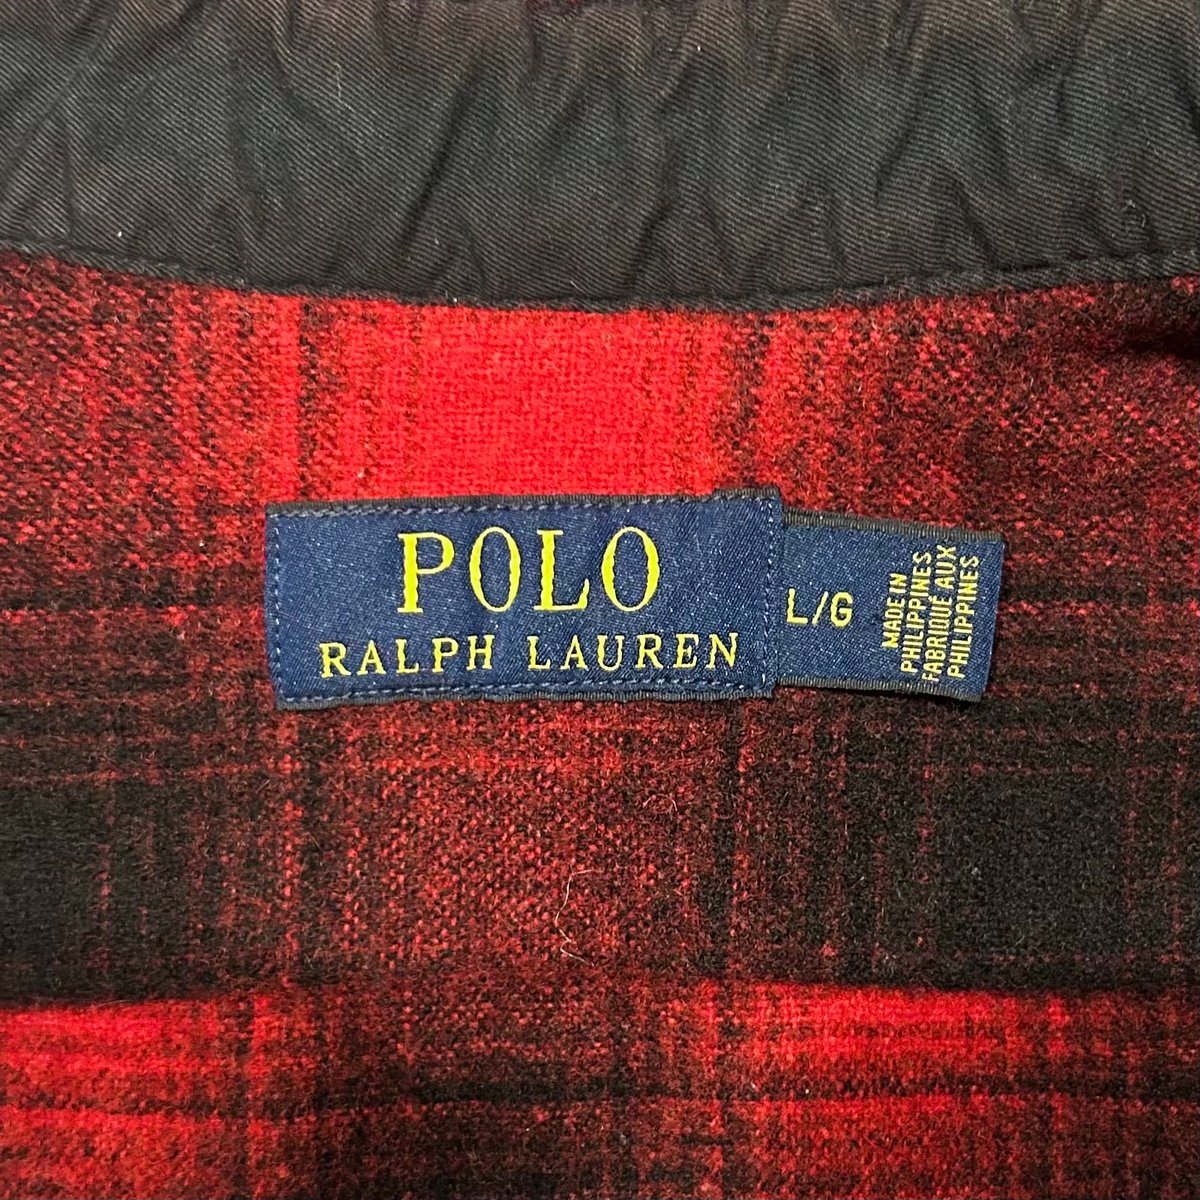 POLO
RALPH LAUREN
L/G
MADE IN
PHILIPPINES
FABRIQUÉ AUX
PHILIPPINES